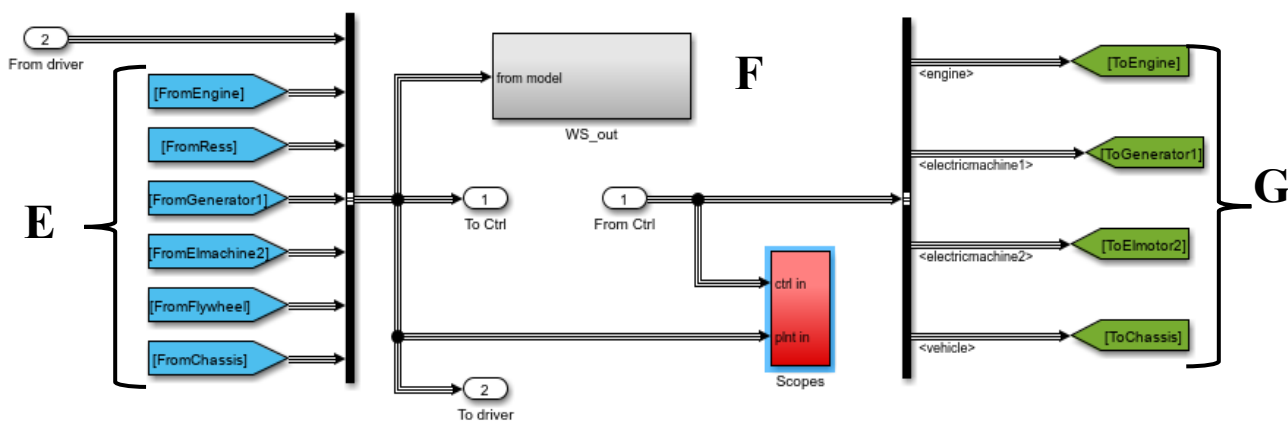 2
From driver
E
[FromEngine]
[FromRess]
[FromGenerator1]
[FromElmachine2]
[FromFlywheel]
[FromChassis]
from model
WS_out
F
1
To Ctrl
1
From Ctrl
ctrl in
plnt in
Scopes
2
To driver
<engine>
<electricmachine1>
<electricmachine2>
<vehicle>
[ToEngine]
[ToGenerator1]
[ToElmotor2]
[ToChassis]
G